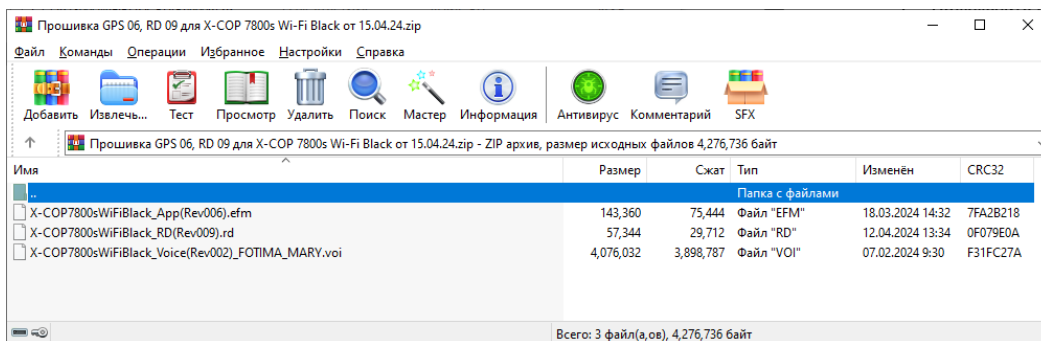 Прошивка GPS 06, RD 09 для X-COP 7800s Wi-Fi Black от 15.04.24.zip
Файл Команды Операции Избранное Настройки Справка
Добавить Извлечь... Тест Просмотр Удалить Поиск Мастер Информация Антивирус Комментарий SFX
Прошивка GPS 06, RD 09 для X-COP 7800s Wi-Fi Black от 15.04.24.zip - ZIP архив, размер исходных файлов 4,276,736 байт
Имя Размер Сжат Тип Изменён CRC32
.. Папка с файлами
X-COP7800sWiFiBlack_App(Rev006).efm 143,360 75,444 Файл "EFM" 18.03.2024 14:32 7FA2B218
X-COP7800sWiFiBlack_RD(Rev009).rd 57,344 29,712 Файл "RD" 12.04.2024 13:34 0F079E0A
X-COP7800sWiFiBlack_Voice(Rev002)_FOTIMA_MARY.voi 4,076,032 3,898,787 Файл "VOI" 07.02.2024 9:30 F31FC27A
Всего: 3 файл(а,ов), 4,276,736 байт